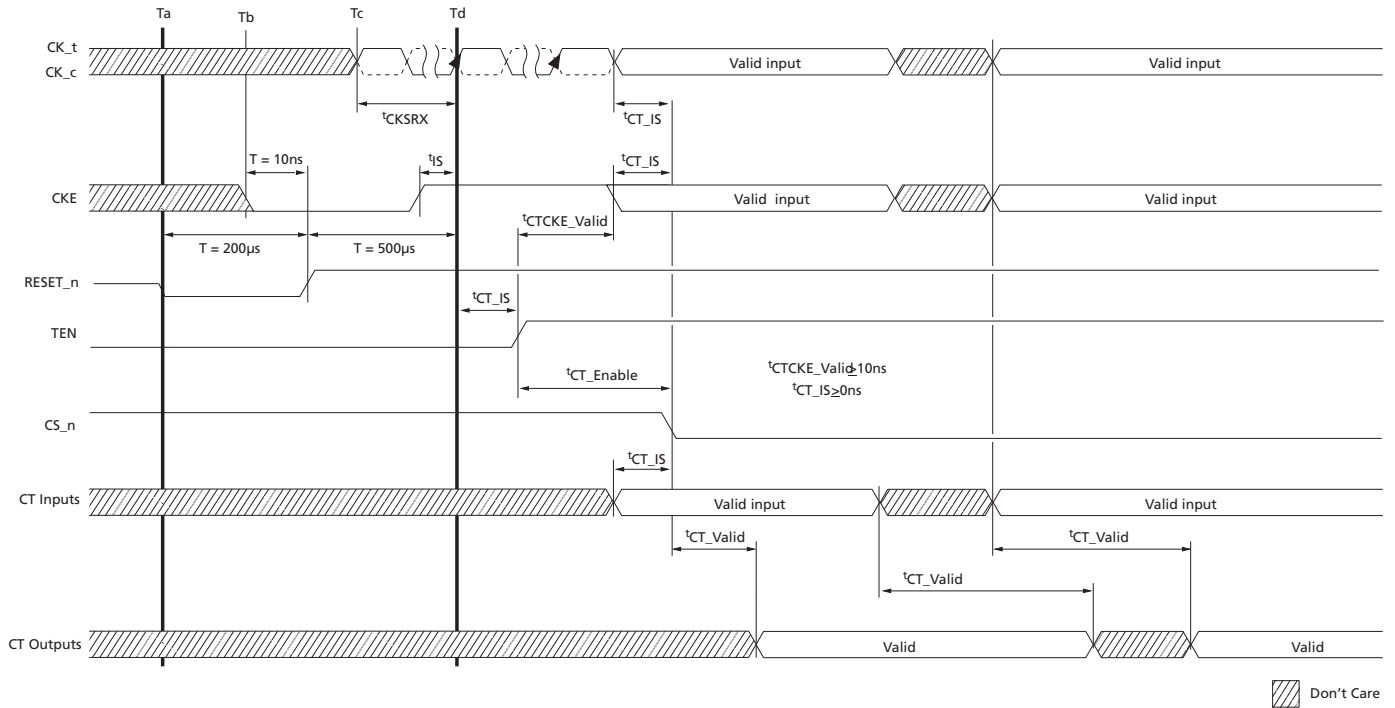 Ta
Tb
Tc
Td
CK_t
CK_c
Valid input
Valid input
tCKSRX
tCT_IS
T = 10ns
tIS
tCT_IS
CKE
Valid input
Valid input
tCTCKE_Valid
T = 200µs
T = 500µs
RESET_n
tCT_IS
TEN
tCT_Enable
tCTCKE_Valid≥10ns
tCT_IS≥0ns
CS_n
tCT_IS
CT Inputs
Valid input
Valid input
tCT_Valid
tCT_Valid
tCT_Valid
CT Outputs
Valid
Valid
Don't Care